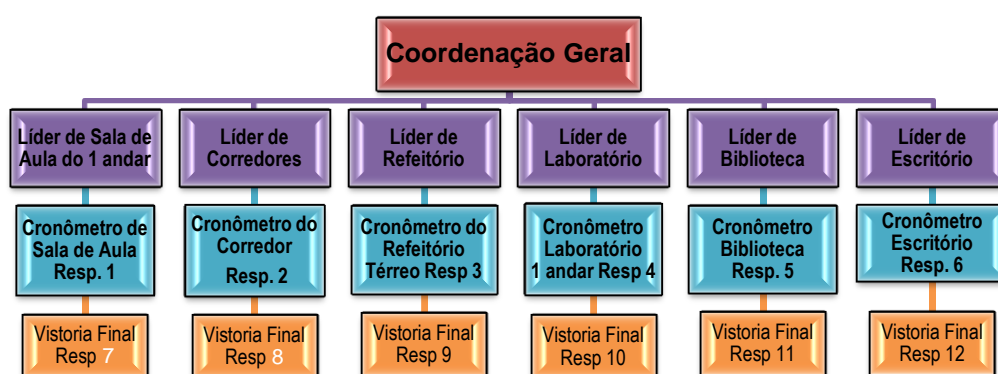 Coordenação Geral
Líder de Sala de
Aula do 1 andar
Líder de
Corredores
Líder de
Refeitório
Líder de
Laboratório
Líder de
Biblioteca
Líder de
Escritório
Cronômetro de
Sala de Aula
Resp. 1
Cronômetro do
Corredor
Resp. 2
Cronômetro do
Refeitório
Térreo Resp 3
Cronômetro
Laboratório
1 andar Resp 4
Cronômetro
Biblioteca
Resp. 5
Cronômetro
Escritório
Resp. 6
Vistoria Final
Resp 7
Vistoria Final
Resp 8
Vistoria Final
Resp 9
Vistoria Final
Resp 10
Vistoria Final
Resp 11
Vistoria Final
Resp 12